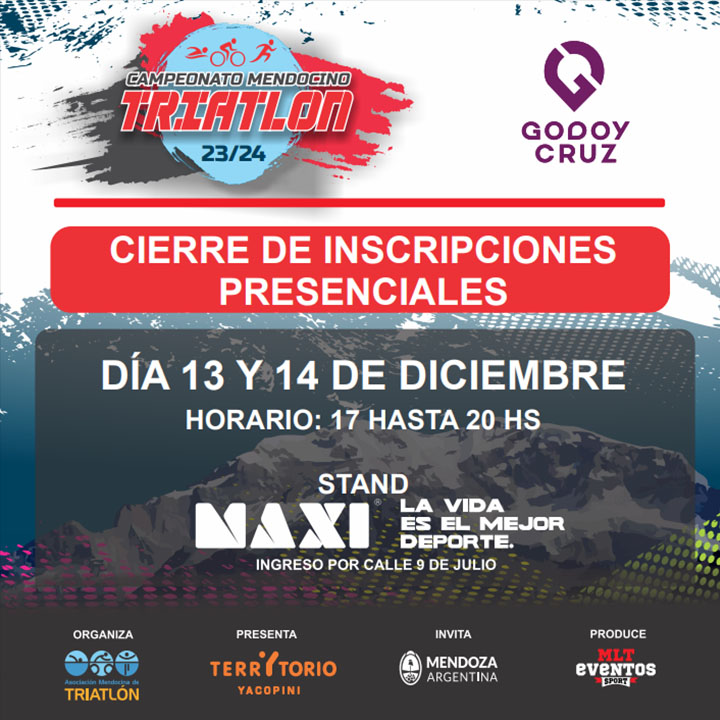 CAMPEONATO MENDOCINO
TRIATLON
23/24
GODOY
CRUZ
CIERRE DE INSCRIPCIONES
PRESENCIALES
DÍA 13 Y 14 DE DICIEMBRE
HORARIO: 17 HASTA 20 HS
STAND
MAXI®
LA VIDA
ES EL MEJOR
DEPORTE.
INGRESO POR CALLE 9 DE JULIO
ORGANIZA
Asociación Mendocina de
TRIATLÓN
PRESENTA
TERRITORIO
YACOPINI
INVITA
MENDOZA
ARGENTINA
PRODUCE
MLT
eventos
SPORT